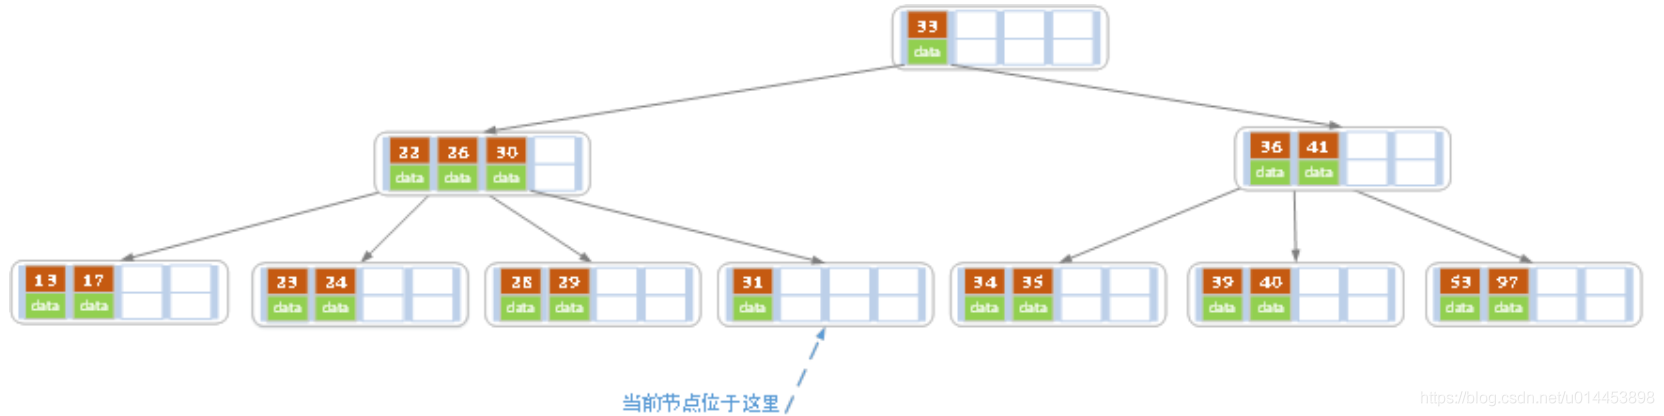 33
data
22 26 30
data data data
36 41
data data
13 17
data data
23 24
data data
28 29
data data
31
data
34 35
data data
39 40
data data
53 97
data data
当前节点位于这里
https://blog.csdn.net/u014453898